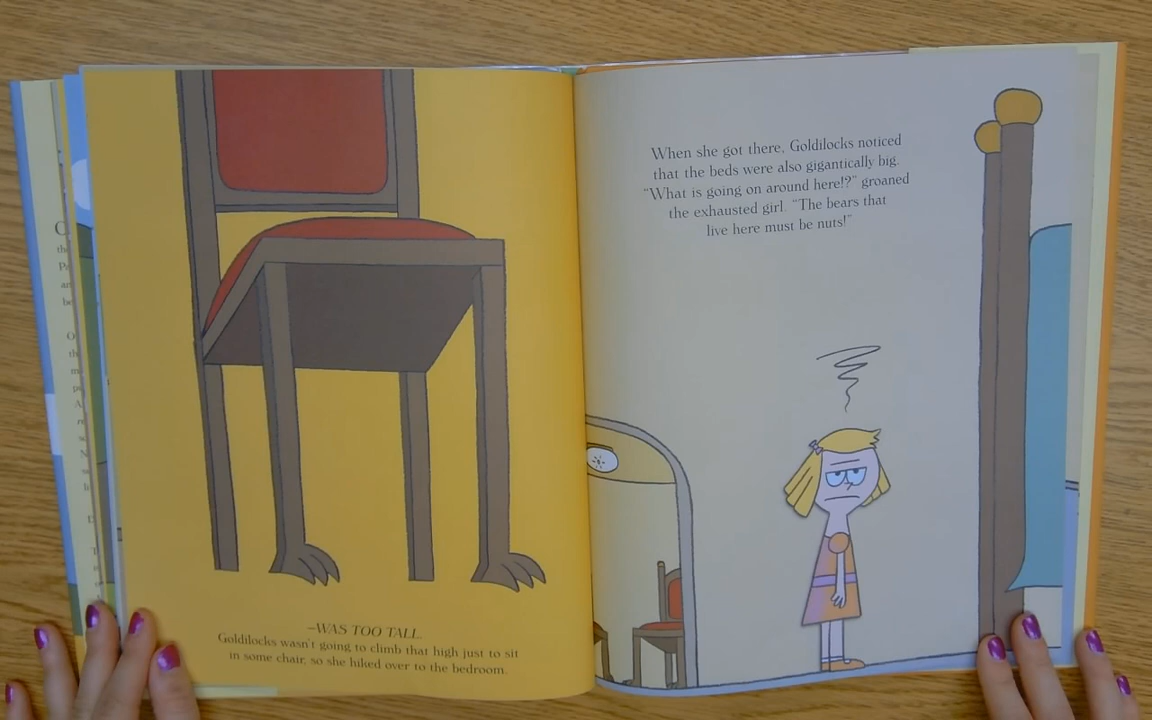 –WAS TOO TALL.
Goldilocks wasn't going to climb that high just to sit
in some chair, so she hiked over to the bedroom.
When she got there, Goldilocks noticed
that the beds were also gigantically big.
“What is going on around here!?” groaned
the exhausted girl. “The bears that
live here must be nuts!”